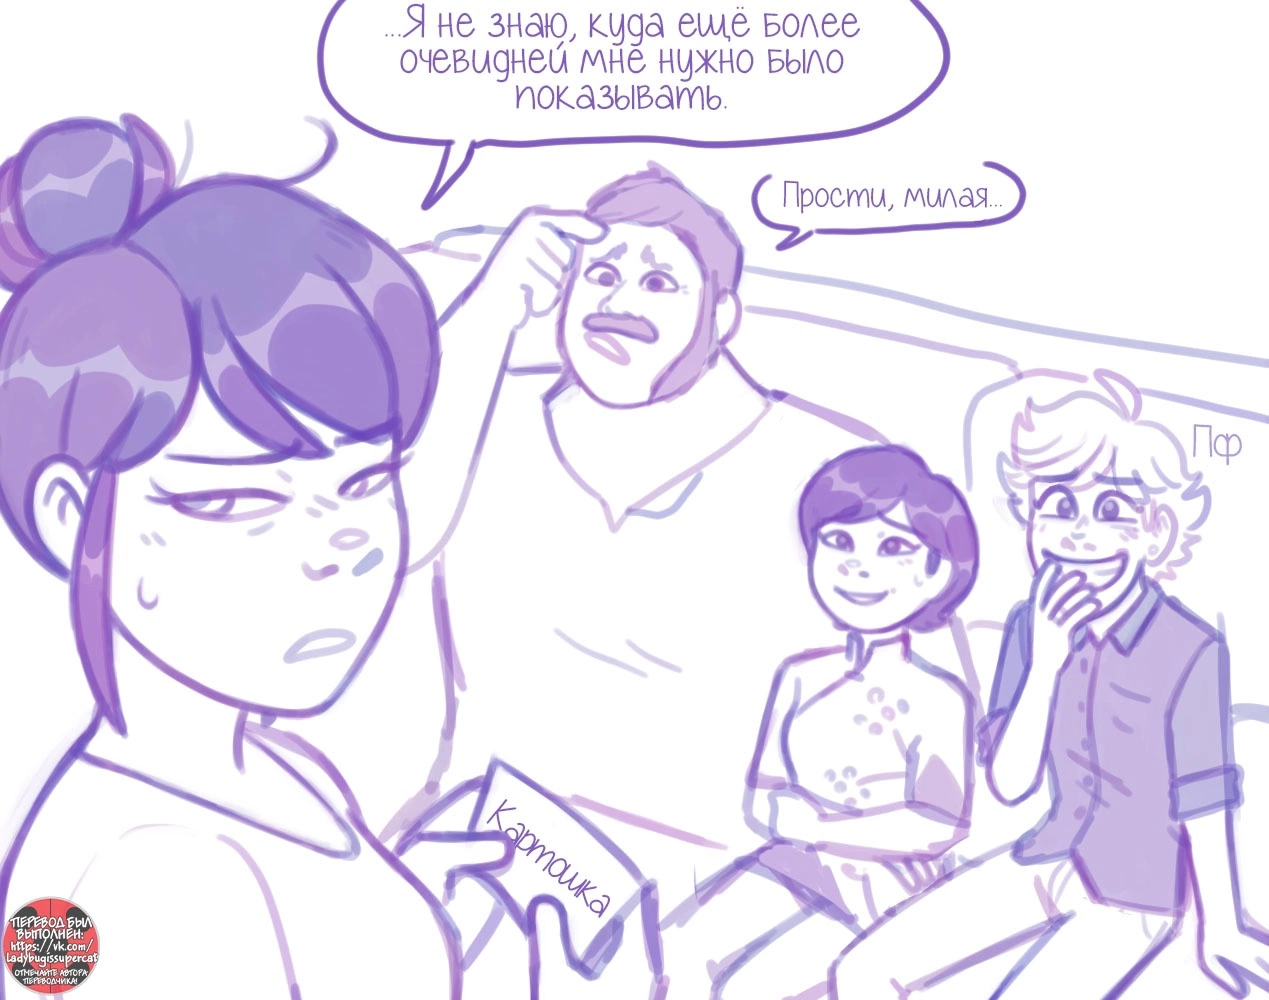 ...Я не знаю, куда ещё более
очевидней мне нужно было
показывать.
Прости, милая...
Пф
Картошка
ПЕРЕВОД БЫЛ
ВЫПОЛНЕН:
https://vk.com/
ladybugissupercat
ОТМЕЧАЙТЕ АВТОРА
ПЕРЕВОДЧИКА!